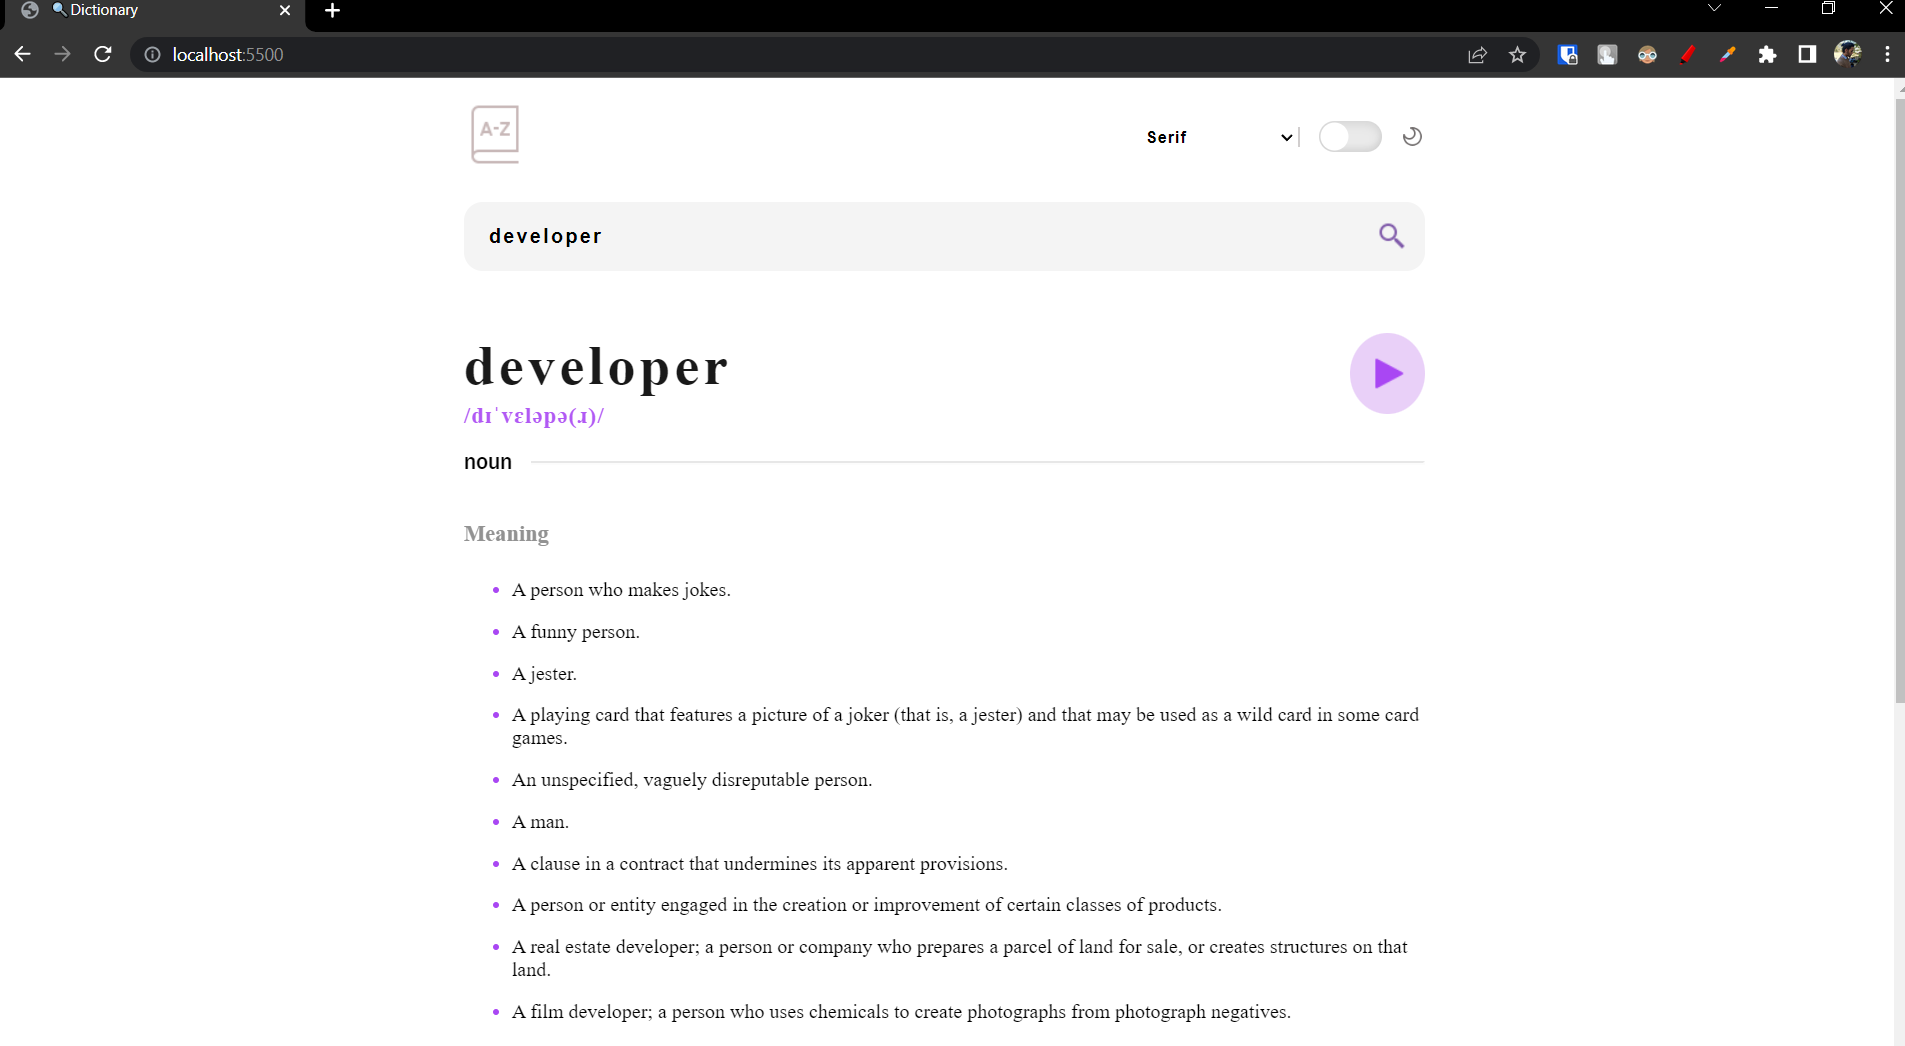 Dictionary
localhost:5500
A-Z
Serif
developer
developer
/dɪˈvɛləpə(ɹ)/
noun
Meaning
A person who makes jokes.
A funny person.
A jester.
A playing card that features a picture of a joker (that is, a jester) and that may be used as a wild card in some card
games.
An unspecified, vaguely disreputable person.
A man.
A clause in a contract that undermines its apparent provisions.
A person or entity engaged in the creation or improvement of certain classes of products.
A real estate developer; a person or company who prepares a parcel of land for sale, or creates structures on that
land.
A film developer; a person who uses chemicals to create photographs from photograph negatives.